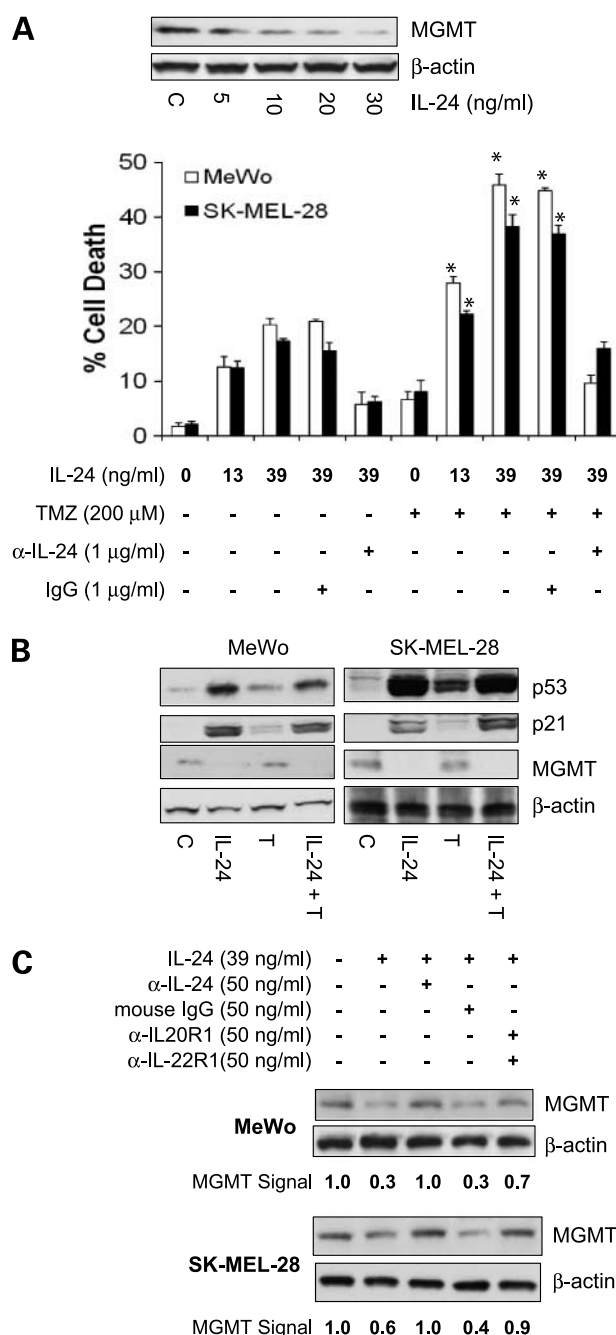 A
MGMT
β-actin
C 5 10 20 30 IL-24 (ng/ml)
50
40
30
20
10
0
% Cell Death
MeWo
SK-MEL-28
* * * * * *
IL-24 (ng/ml) 0 13 39 39 39 0 13 39 39 39
TMZ (200 μM) - - - - - + + + + +
α-IL-24 (1 μg/ml) - - - - + - - - - +
IgG (1 μg/ml) - - - + - - - - + -
B
MeWo SK-MEL-28
p53
p21
MGMT
β-actin
C IL-24 T IL-24 + T C IL-24 T IL-24 + T
C
IL-24 (39 ng/ml) - + + + +
α-IL-24 (50 ng/ml) - - + - -
mouse IgG (50 ng/ml) - - - + -
α-IL20R1 (50 ng/ml) - - - - +
α-IL-22R1(50 ng/ml) - - - - +
MGMT
MeWo
β-actin
MGMT Signal 1.0 0.3 1.0 0.3 0.7
MGMT
SK-MEL-28
β-actin
MGMT Signal 1.0 0.6 1.0 0.4 0.9